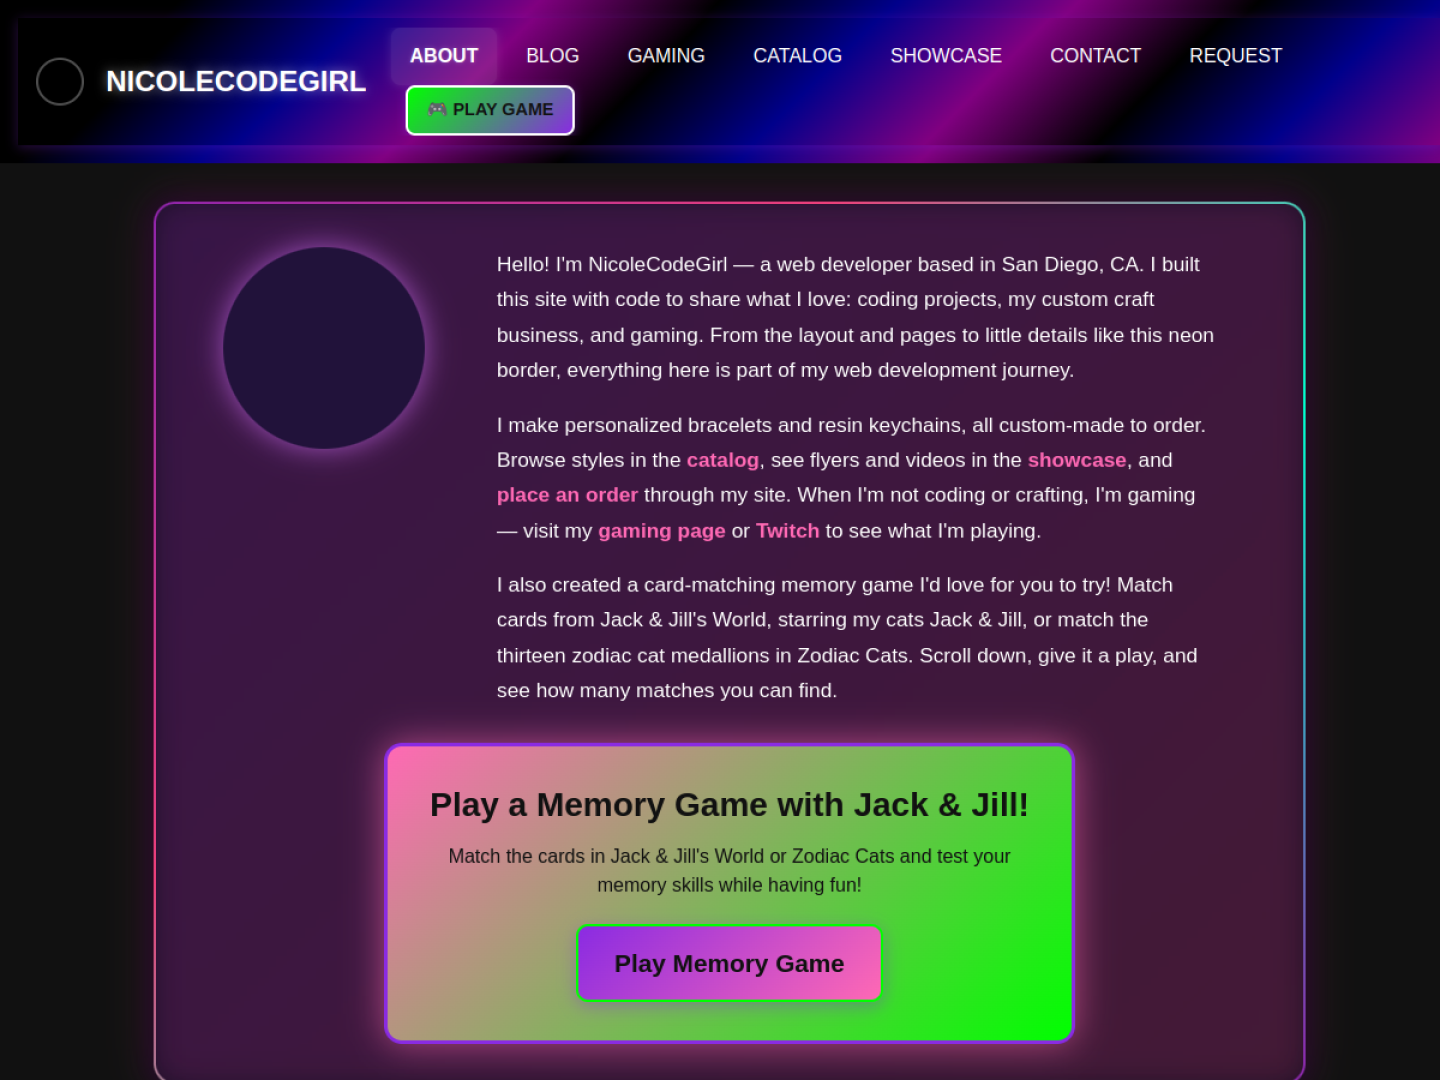 NICOLECODEGIRL
ABOUT BLOG GAMING CATALOG SHOWCASE CONTACT REQUEST
🎮 PLAY GAME
Hello! I'm NicoleCodeGirl — a web developer based in San Diego, CA. I built
this site with code to share what I love: coding projects, my custom craft
business, and gaming. From the layout and pages to little details like this neon
border, everything here is part of my web development journey.
I make personalized bracelets and resin keychains, all custom-made to order.
Browse styles in the catalog, see flyers and videos in the showcase, and
place an order through my site. When I'm not coding or crafting, I'm gaming
— visit my gaming page or Twitch to see what I'm playing.
I also created a card-matching memory game I'd love for you to try! Match
cards from Jack & Jill's World, starring my cats Jack & Jill, or match the
thirteen zodiac cat medallions in Zodiac Cats. Scroll down, give it a play, and
see how many matches you can find.
Play a Memory Game with Jack & Jill!
Match the cards in Jack & Jill's World or Zodiac Cats and test your
memory skills while having fun!
Play Memory Game